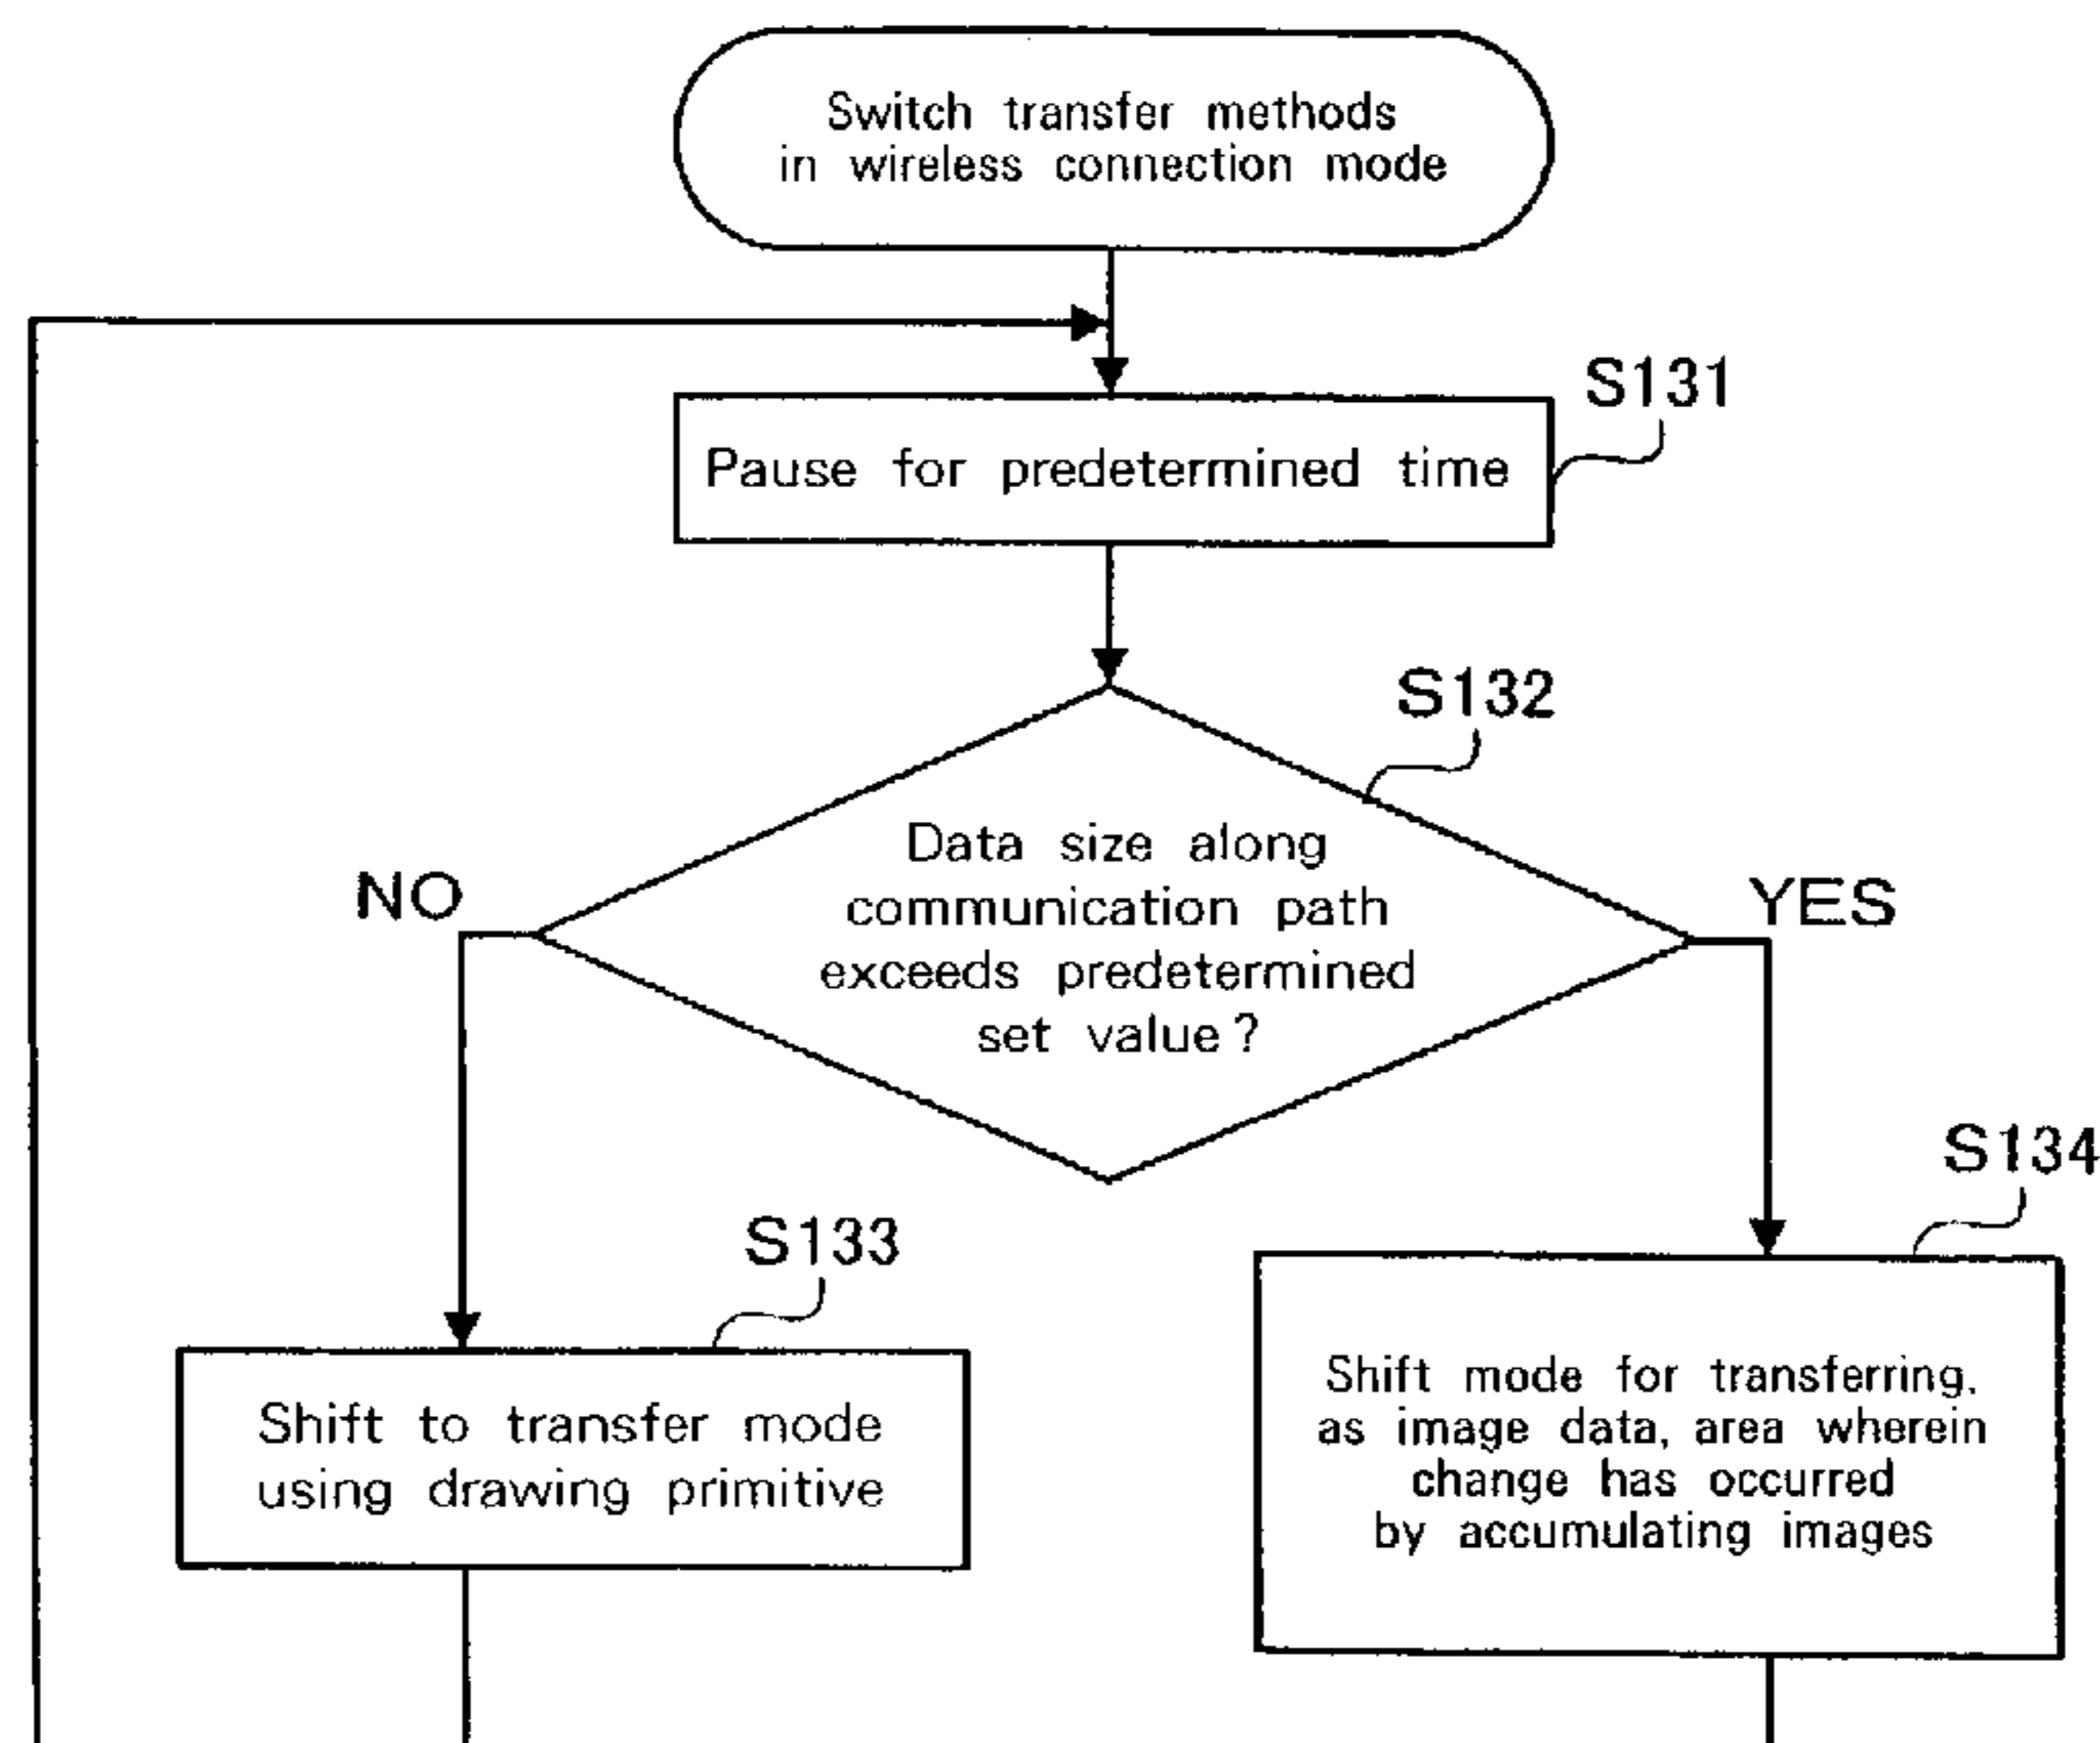 Switch transfer methods
in wireless connection mode
S131
Pause for predetermined time
S132
Data size along
communication path
exceeds predetermined
set value?
NO
YES
S133
Shift to transfer mode
using drawing primitive
S134
Shift mode for transferring,
as image data, area wherein
change has occurred
by accumulating images